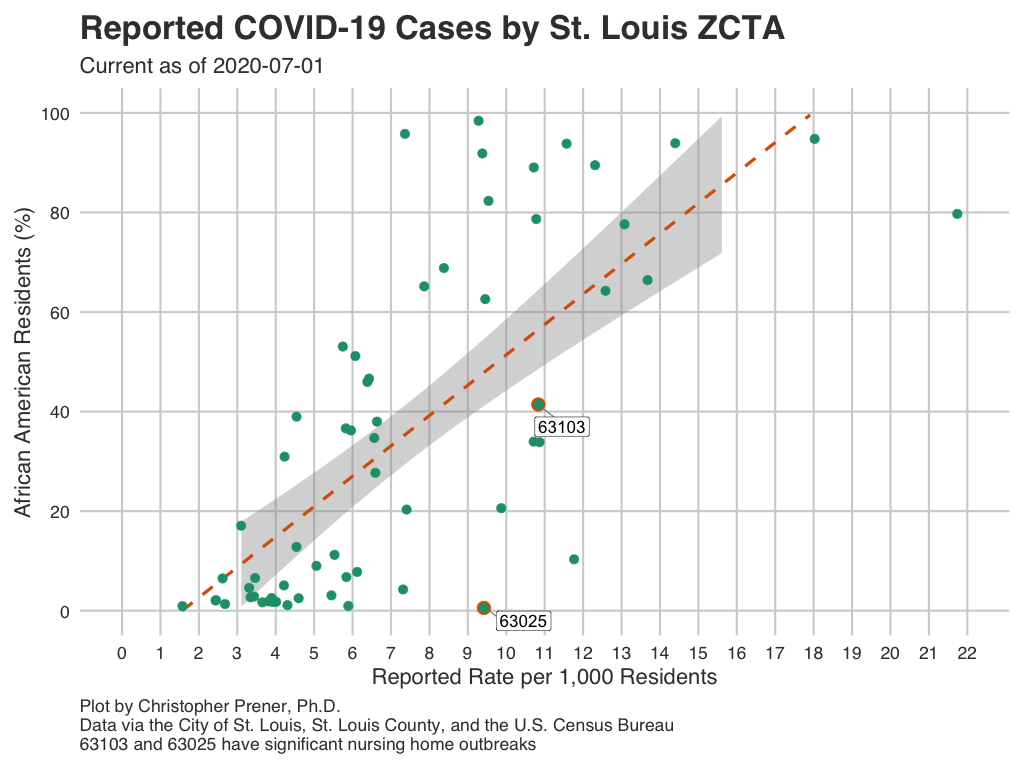 Reported COVID-19 Cases by St. Louis ZCTA
Current as of 2020-07-01
African American Residents (%)
100
80
60
40
20
0
63103
63025
0 1 2 3 4 5 6 7 8 9 10 11 12 13 14 15 16 17 18 19 20 21 22
Reported Rate per 1,000 Residents
Plot by Christopher Prener, Ph.D.
Data via the City of St. Louis, St. Louis County, and the U.S. Census Bureau
63103 and 63025 have significant nursing home outbreaks